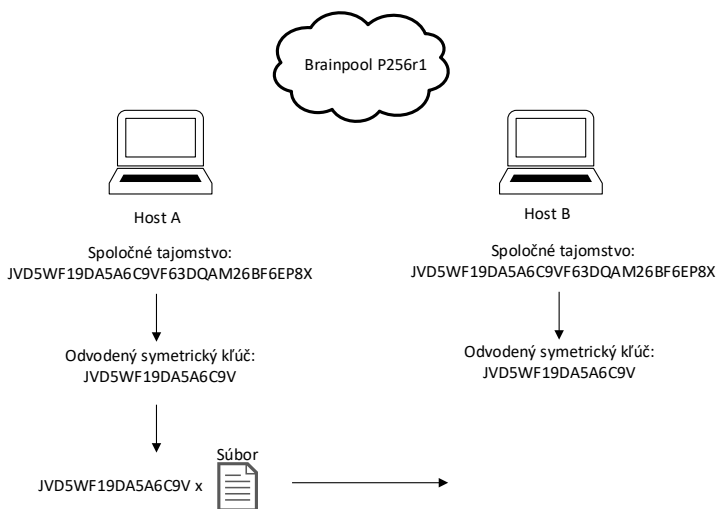 Brainpool P256r1
Host A
Host B
Spoločné tajomstvo:
JVD5WF19DA5A6C9VF63DQAM26BF6EP8X
Spoločné tajomstvo:
JVD5WF19DA5A6C9VF63DQAM26BF6EP8X
Odvodený symetrický kľúč:
JVD5WF19DA5A6C9V
Odvodený symetrický kľúč:
JVD5WF19DA5A6C9V
Súbor
JVD5WF19DA5A6C9V x